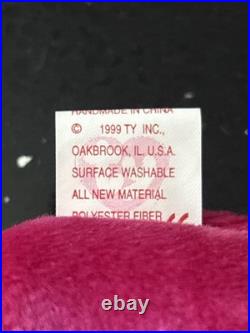 HANDMADE IN CHINA
© 1999 TY INC.,
OAKBROOK, IL. U.S.A.
SURFACE WASHABLE
ALL NEW MATERIAL
POLYESTER FIBER